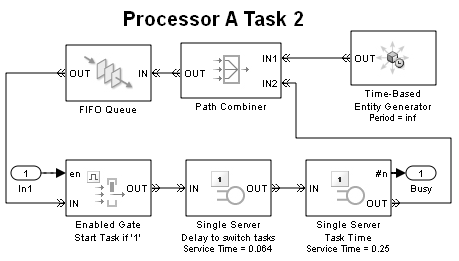 Processor A Task 2
OUT IN OUT IN1 OUT
IN2
FIFO Queue
Path Combiner
Time-Based
Entity Generator
Period = inf
1 en 1 1 #n 1
In1 Busy
IN OUT IN OUT IN OUT
Enabled Gate
Start Task if '1'
Single Server
Delay to switch tasks
Service Time = 0.064
Single Server
Task Time
Service Time = 0.25